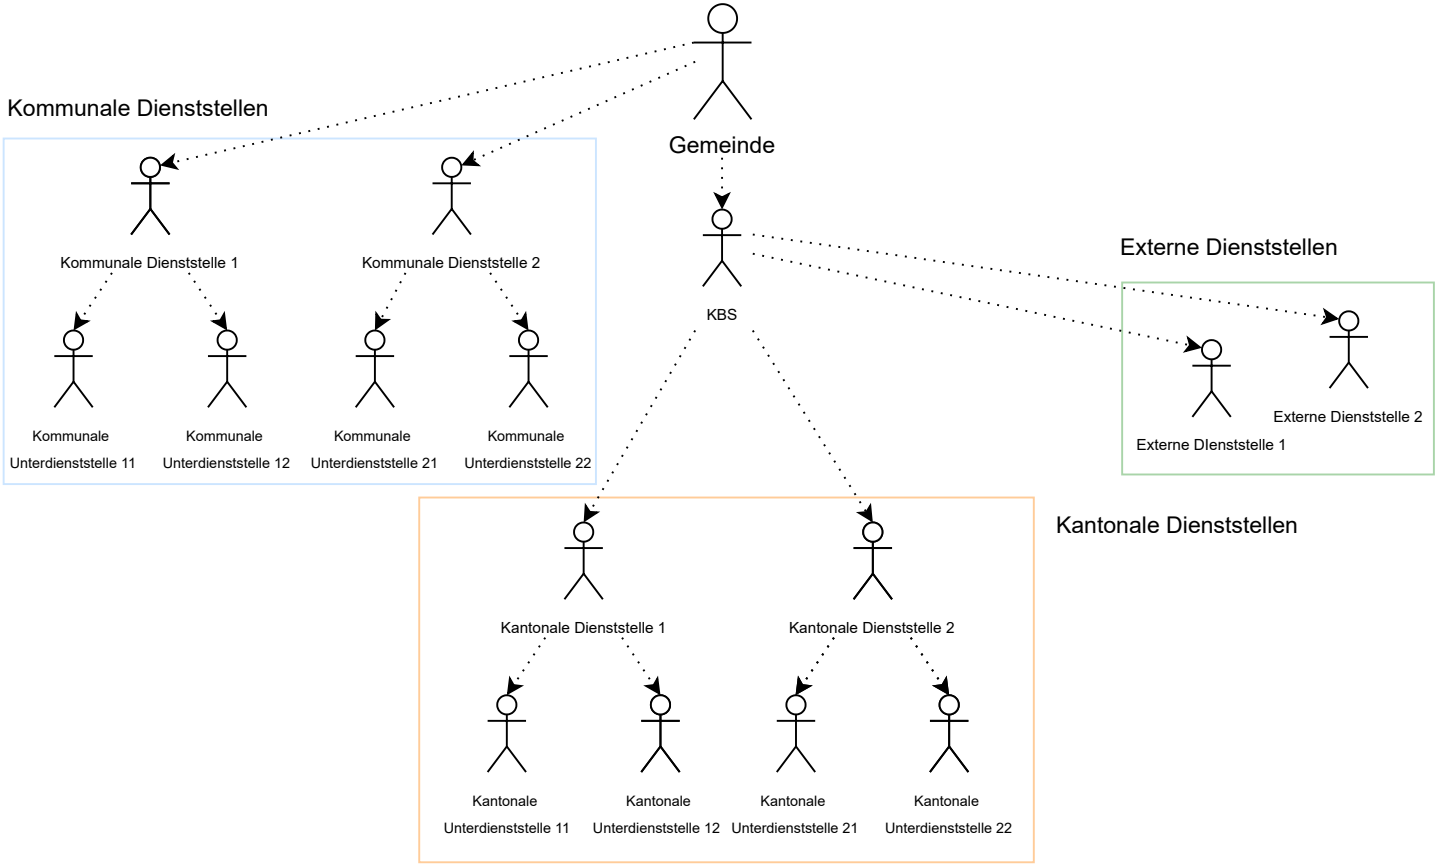 Kommunale Dienststellen
Gemeinde
Kommunale Dienststelle 1
Kommunale Dienststelle 2
Kommunale
Unterdienststelle 11
Kommunale
Unterdienststelle 12
Kommunale
Unterdienststelle 21
Kommunale
Unterdienststelle 22
KBS
Externe Dienststellen
Externe Dienststelle 2
Externe DIenststelle 1
Kantonale Dienststellen
Kantonale Dienststelle 1
Kantonale Dienststelle 2
Kantonale
Unterdienststelle 11
Kantonale
Unterdienststelle 12
Kantonale
Unterdienststelle 21
Kantonale
Unterdienststelle 22